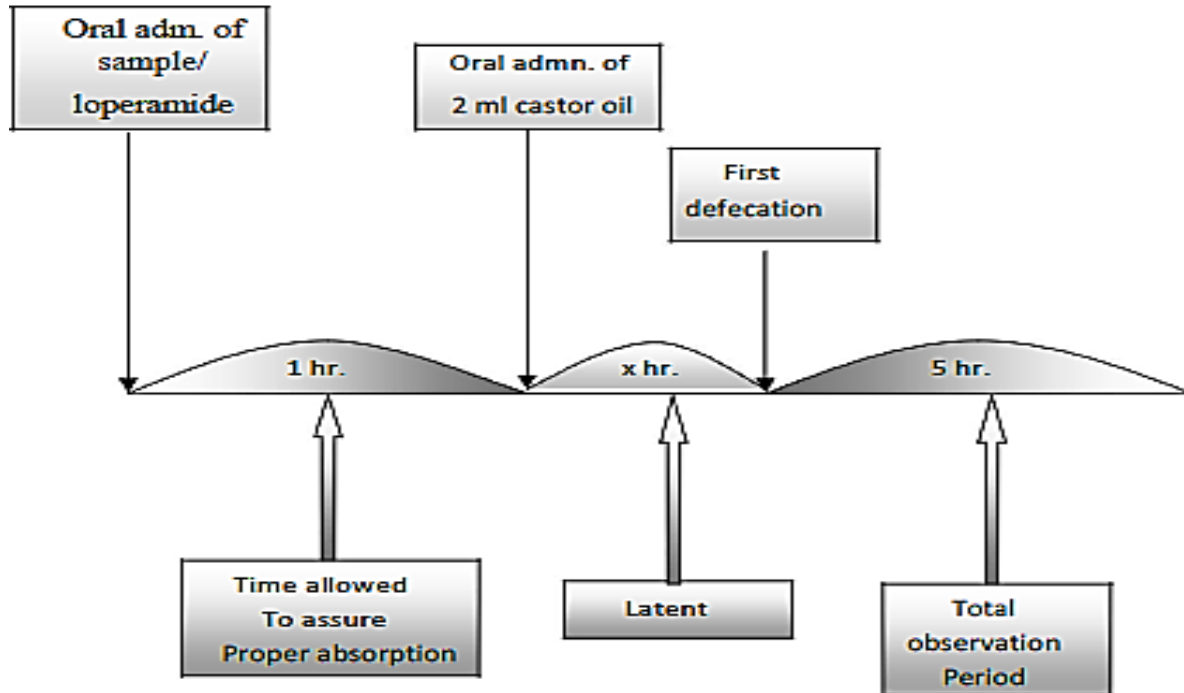 Oral adm. of
sample/
loperamide
Oral admn. of
2 ml castor oil
First
defecation
1 hr.
x hr.
5 hr.
Time allowed
To assure
Proper absorption
Latent
Total
observation
Period